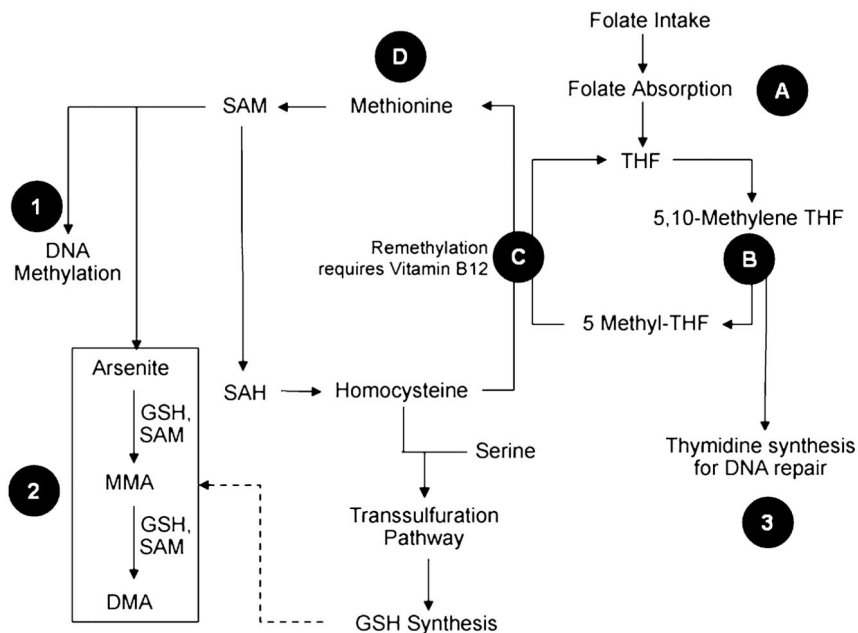 Folate Intake
D
Folate Absorption
A
SAM
Methionine
THF
1
5,10-Methylene THF
DNA
Methylation
Remethylation
requires Vitamin B12
C
B
5 Methyl-THF
Arsenite
SAH
Homocysteine
GSH,
SAM
Serine
Thymidine synthesis
for DNA repair
2
MMA
3
Transsulfuration
Pathway
GSH,
SAM
DMA
GSH Synthesis